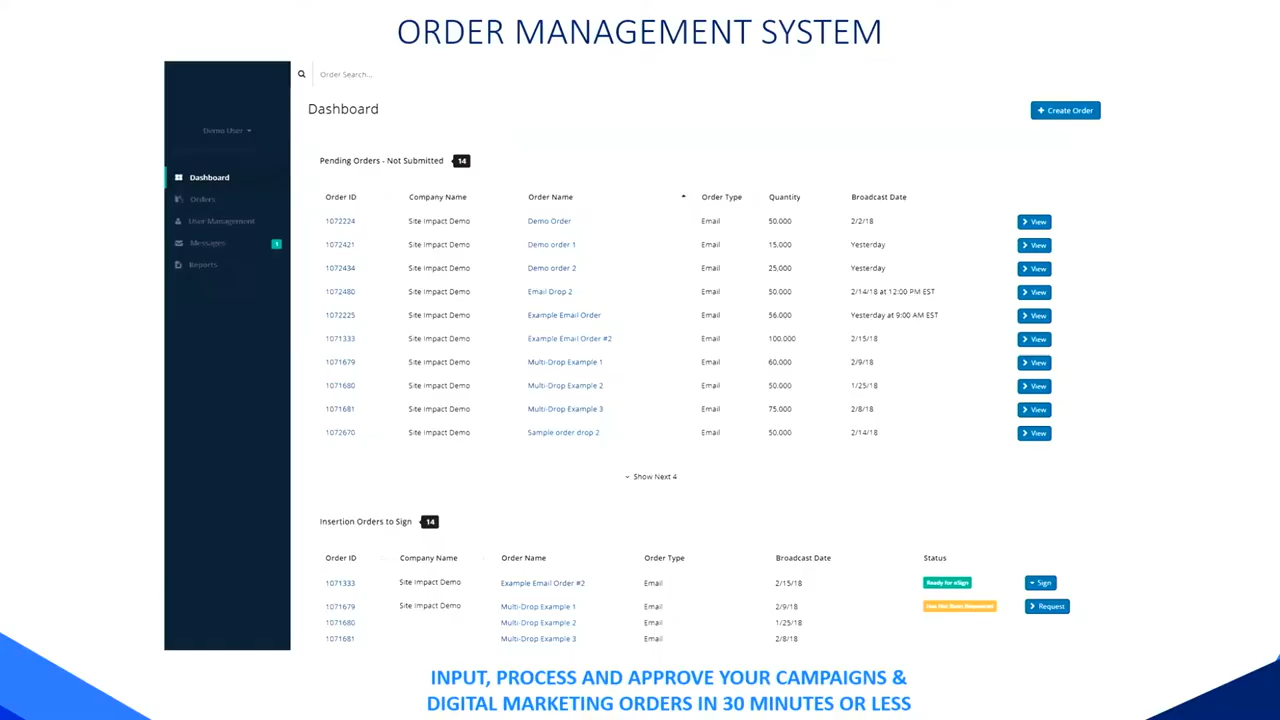 ORDER MANAGEMENT SYSTEM
Order Search...
Demo User
Dashboard
Create Order
Dashboard
Orders
User Management
Messages 1
Reports
Pending Orders - Not Submitted 14
Order ID Company Name Order Name Order Type Quantity Broadcast Date
1072224 Site Impact Demo Demo Order Email 50,000 2/2/18 View
1072421 Site Impact Demo Demo order 1 Email 15,000 Yesterday View
1072434 Site Impact Demo Demo order 2 Email 25,000 Yesterday View
1072480 Site Impact Demo Email Drop 2 Email 50,000 2/14/18 at 12:00 PM EST View
1072225 Site Impact Demo Example Email Order Email 56,000 Yesterday at 9:00 AM EST View
1071333 Site Impact Demo Example Email Order #2 Email 100,000 2/15/18 View
1071679 Site Impact Demo Multi-Drop Example 1 Email 60,000 2/9/18 View
1071680 Site Impact Demo Multi-Drop Example 2 Email 50,000 1/25/18 View
1071681 Site Impact Demo Multi-Drop Example 3 Email 75,000 2/8/18 View
1072670 Site Impact Demo Sample order drop 2 Email 50,000 2/14/18 View
Show Next 4
Insertion Orders to Sign 14
Order ID Company Name Order Name Order Type Broadcast Date Status
1071333 Site Impact Demo Example Email Order #2 Email 2/15/18 Ready for eSign Sign
1071679 Site Impact Demo Multi-Drop Example 1 Email 2/9/18 Request
1071680 Multi-Drop Example 2 Email 1/25/18
1071681 Multi-Drop Example 3 Email 2/8/18
INPUT, PROCESS AND APPROVE YOUR CAMPAIGNS &
DIGITAL MARKETING ORDERS IN 30 MINUTES OR LESS